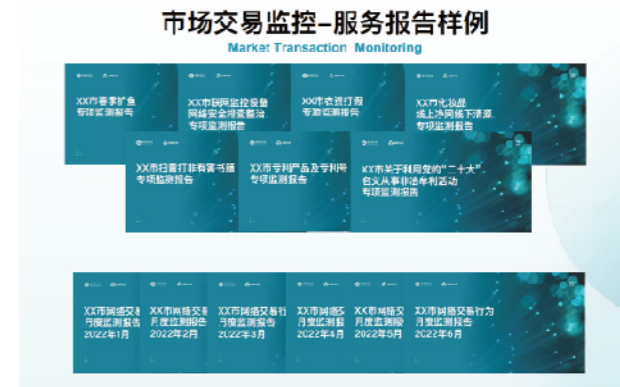 市场交易监控-服务报告样例
Market Transaction Monitoring
XX市春季护鱼
专项监测报告
XX市联网监控设备
网络安全排查整治
专项监测报告
XX市农资打假
专项监测报告
XX市化妆品
线上净网线下清源
专项监测报告
XX市扫黄打非有害书籍
专项监测报告
XX市专利产品及专利号
专项监测报告
XX市关于利用党的“二十大”
名义从事非法牟利活动
专项监测报告
XX市网络交易
月度监测报告
2022年1月
XX市网络交易
月度监测报告
2022年2月
XX市网络交易行
月度监测报告
2022年3月
XX市网络交
月度监测报
2022年4月
XX市网络交
月度监测报
2022年5月
XX市网络交易行为
月度监测报告
2022年6月